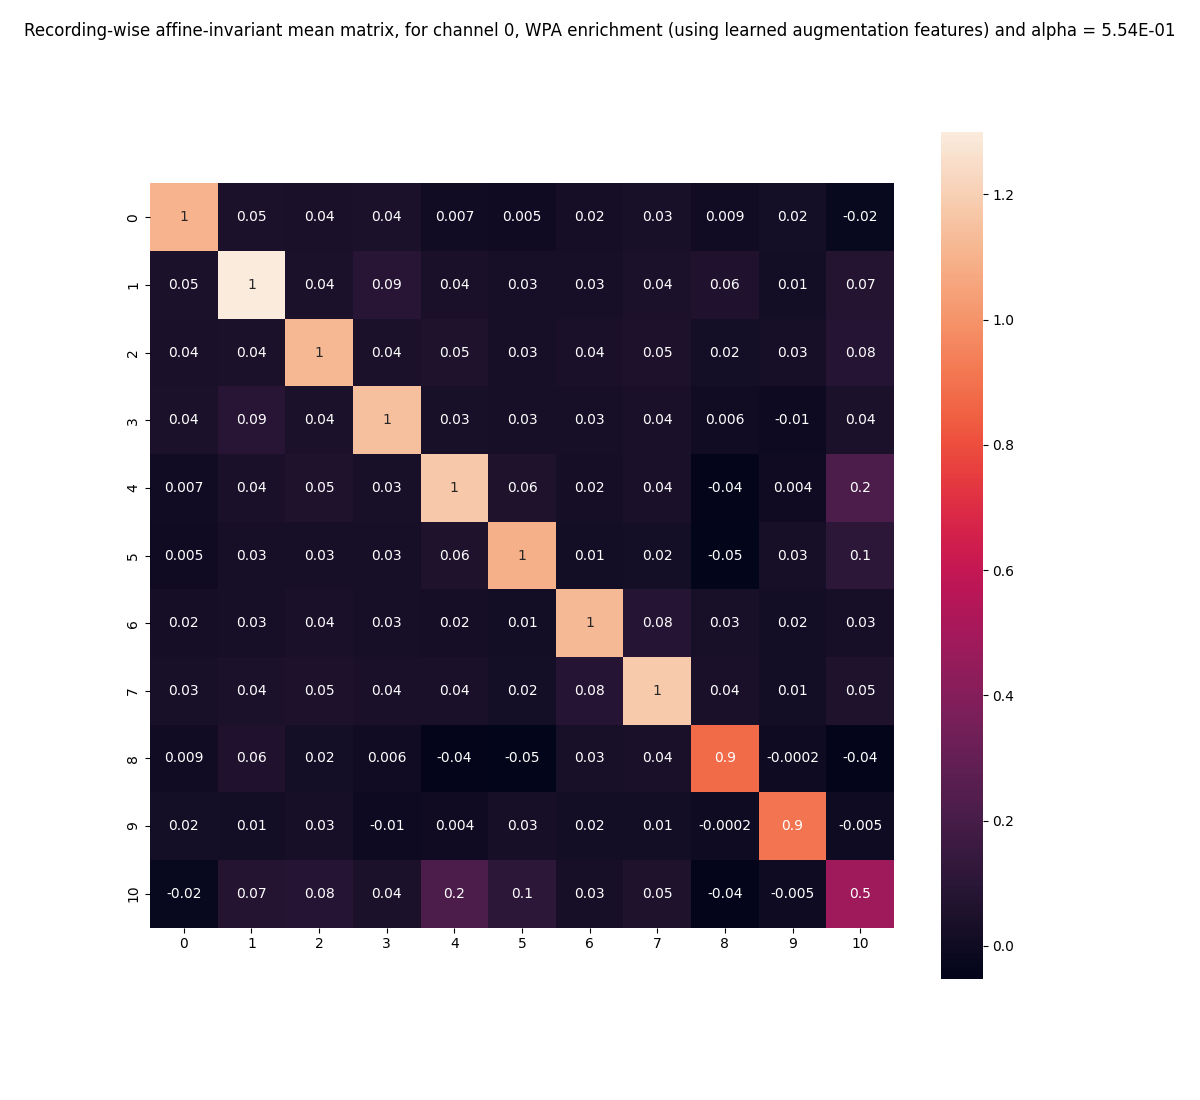 Recording-wise affine-invariant mean matrix, for channel 0, WPA enrichment (using learned augmentation features) and alpha = 5.54E-01
0 1 0.05 0.04 0.04 0.007 0.005 0.02 0.03 0.009 0.02 -0.02
1 0.05 1 0.04 0.09 0.04 0.03 0.03 0.04 0.06 0.01 0.07
2 0.04 0.04 1 0.04 0.05 0.03 0.04 0.05 0.02 0.03 0.08
3 0.04 0.09 0.04 1 0.03 0.03 0.03 0.04 0.006 -0.01 0.04
4 0.007 0.04 0.05 0.03 1 0.06 0.02 0.04 -0.04 0.004 0.2
5 0.005 0.03 0.03 0.03 0.06 1 0.01 0.02 -0.05 0.03 0.1
6 0.02 0.03 0.04 0.03 0.02 0.01 1 0.08 0.03 0.02 0.03
7 0.03 0.04 0.05 0.04 0.04 0.02 0.08 1 0.04 0.01 0.05
8 0.009 0.06 0.02 0.006 -0.04 -0.05 0.03 0.04 0.9 -0.0002 -0.04
9 0.02 0.01 0.03 -0.01 0.004 0.03 0.02 0.01 -0.0002 0.9 -0.005
10 -0.02 0.07 0.08 0.04 0.2 0.1 0.03 0.05 -0.04 -0.005 0.5
0 1 2 3 4 5 6 7 8 9 10
1.2
1.0
0.8
0.6
0.4
0.2
0.0